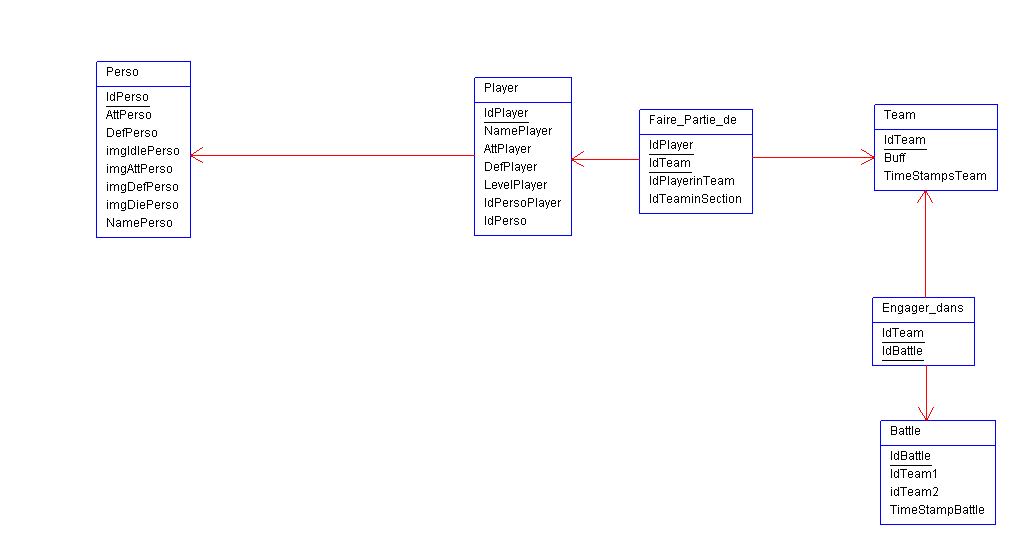 Perso
IdPerso
AttPerso
DefPerso
imgIdlePerso
imgAttPerso
imgDefPerso
imgDiePerso
NamePerso
Player
IdPlayer
NamePlayer
AttPlayer
DefPlayer
LevelPlayer
IdPersoPlayer
IdPerso
Faire_Partie_de
IdPlayer
IdTeam
IdPlayerinTeam
IdTeaminSection
Team
IdTeam
Buff
TimeStampsTeam
Engager_dans
IdTeam
IdBattle
Battle
IdBattle
IdTeam1
idTeam2
TimeStampBattle